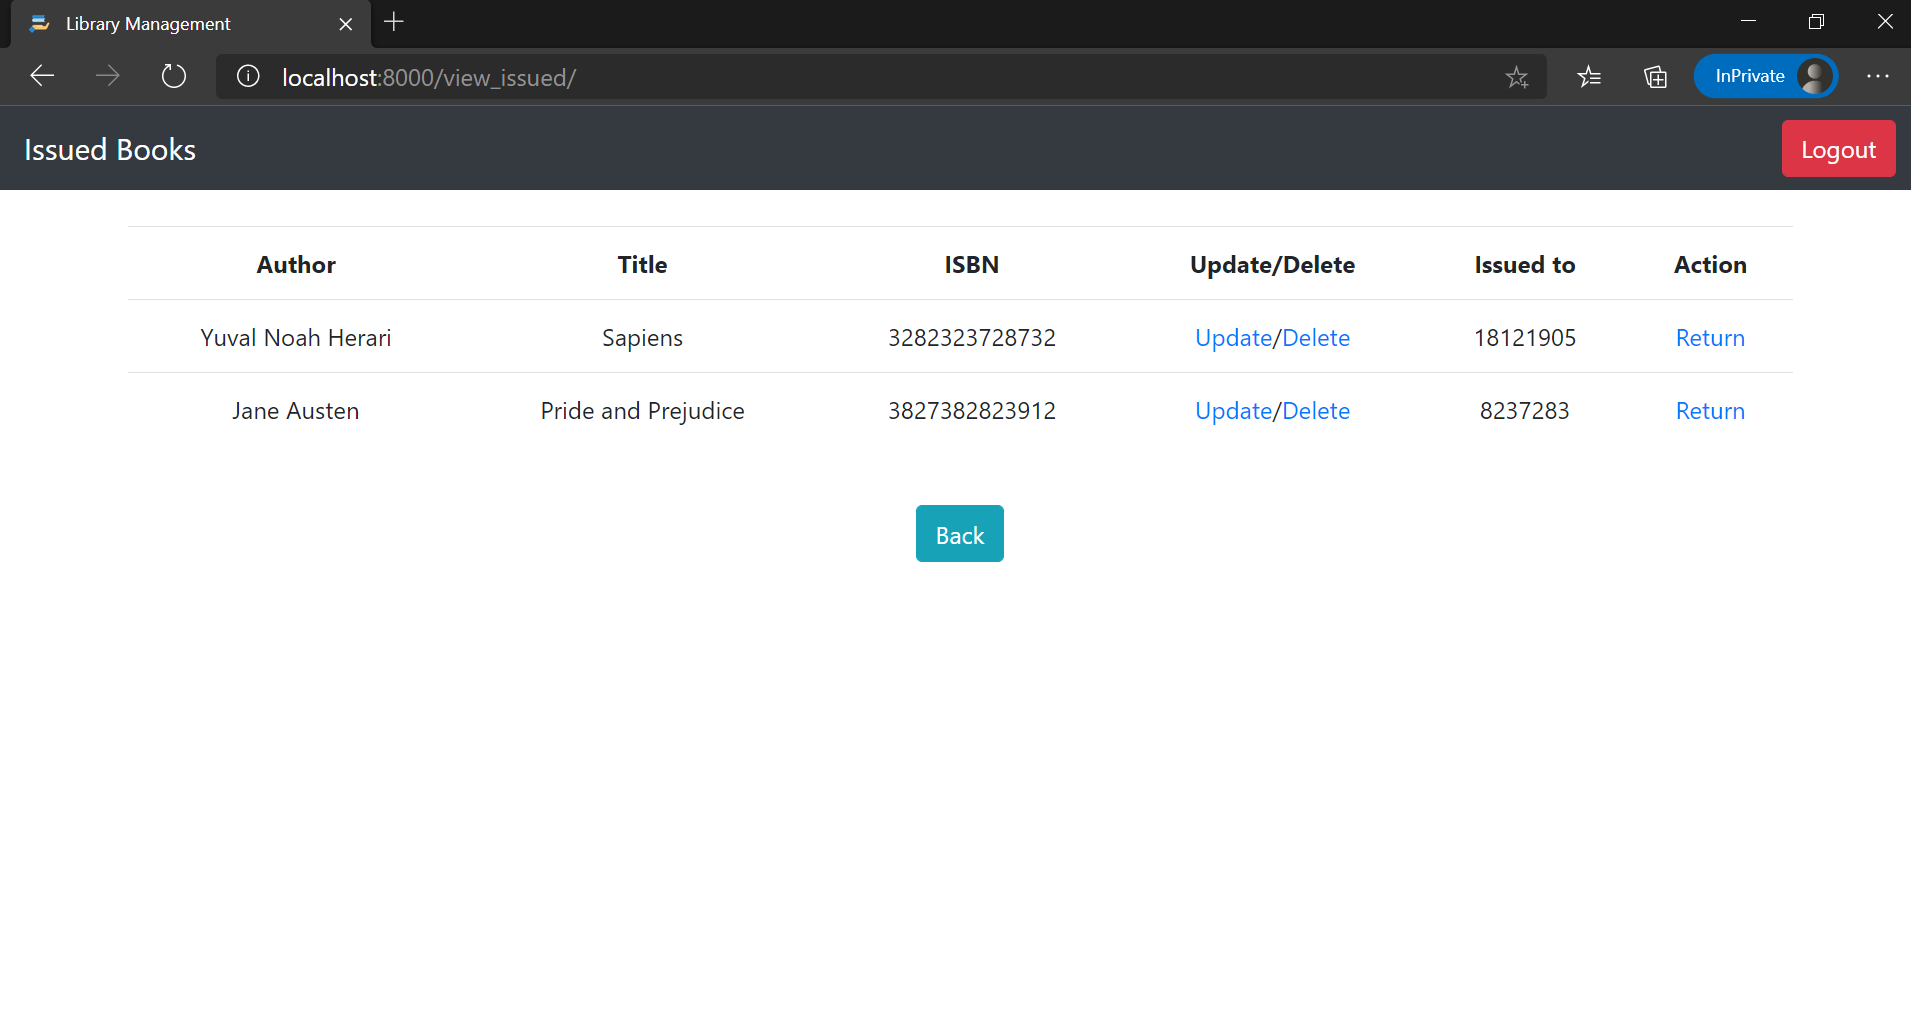 Library Management
localhost:8000/view_issued/
InPrivate
Issued Books
Logout
Author Title ISBN Update/Delete Issued to Action
Yuval Noah Herari Sapiens 3282323728732 Update/Delete 18121905 Return
Jane Austen Pride and Prejudice 3827382823912 Update/Delete 8237283 Return
Back